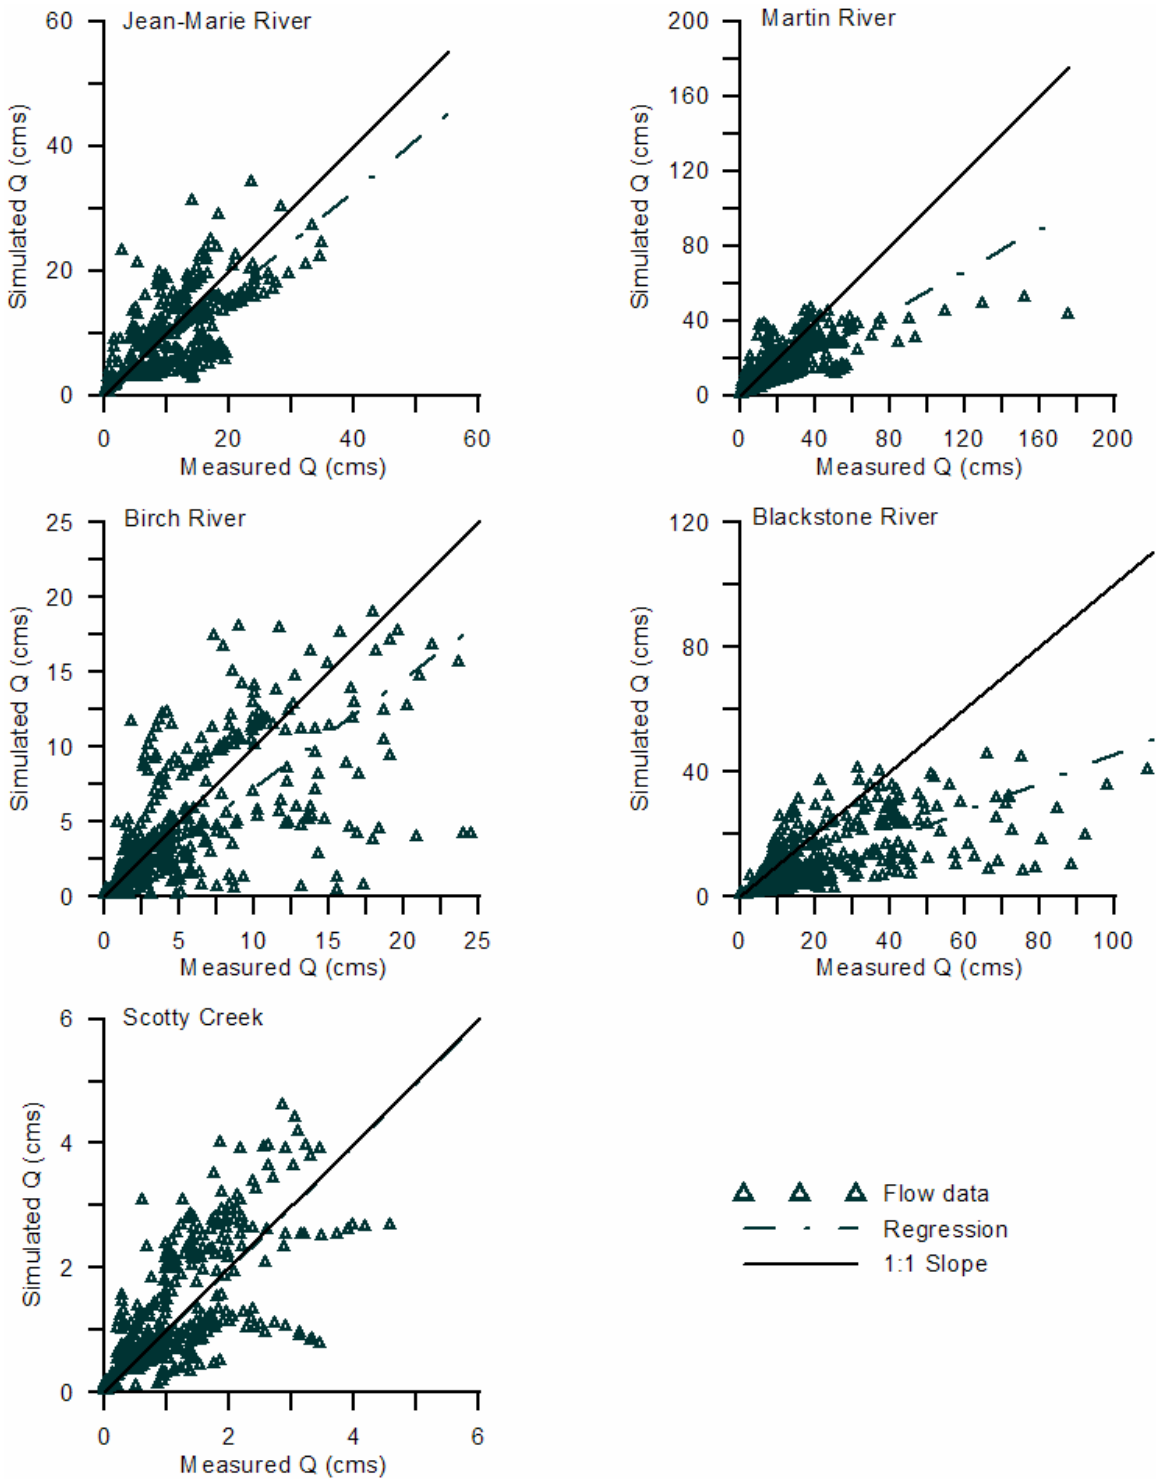 Jean-Marie River
60
40
20
0
Simulated Q (cms)
0 20 40 60
Measured Q (cms)
Martin River
200
160
120
80
40
0
Simulated Q (cms)
0 40 80 120 160 200
Measured Q (cms)
Birch River
25
20
15
10
5
0
Simulated Q (cms)
0 5 10 15 20 25
Measured Q (cms)
Blackstone River
120
80
40
0
Simulated Q (cms)
0 20 40 60 80 100
Measured Q (cms)
Scotty Creek
6
4
2
0
Simulated Q (cms)
0 2 4 6
Measured Q (cms)
Flow data
Regression
1:1 Slope